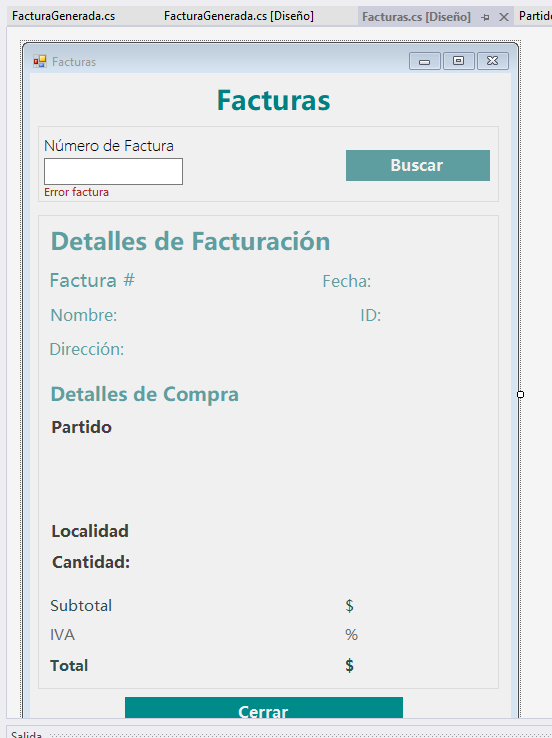 FacturaGenerada.cs FacturaGenerada.cs [Diseño] Facturas.cs [Diseño] Partido
Facturas
Facturas
Número de Factura
Buscar
Error factura
Detalles de Facturación
Factura # Fecha:
Nombre: ID:
Dirección:
Detalles de Compra
Partido
Localidad
Cantidad:
Subtotal $
IVA %
Total $
Cerrar
Salida